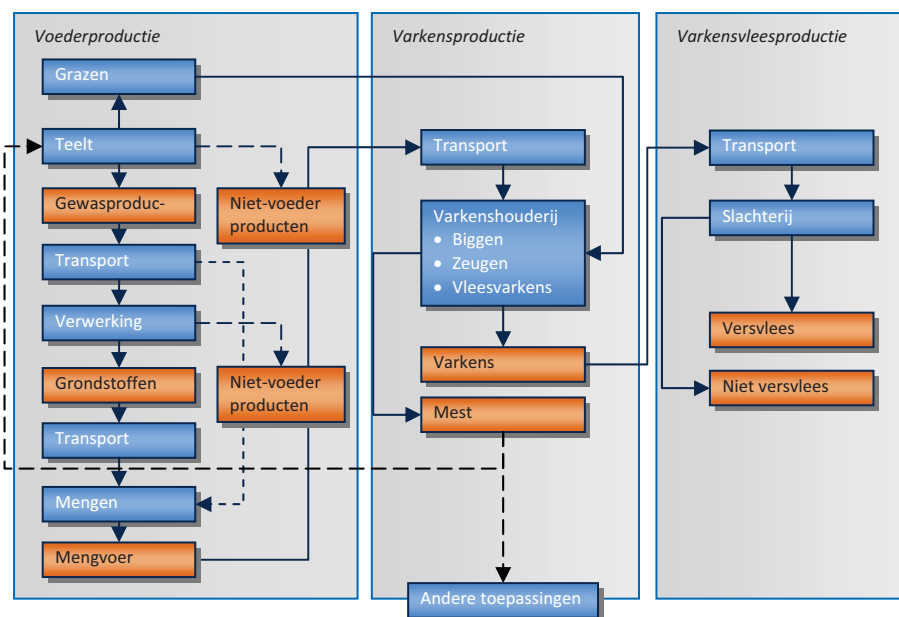 Voederproductie
Grazen
Teelt
Gewasproduc-
Transport
Verwerking
Grondstoffen
Transport
Mengen
Mengvoer
Niet-voeder
producten
Niet-voeder
producten
Varkensproductie
Transport
Varkenshouderij
• Biggen
• Zeugen
• Vleesvarkens
Varkens
Mest
Andere toepassingen
Varkensvleesproductie
Transport
Slachterij
Versvlees
Niet versvlees